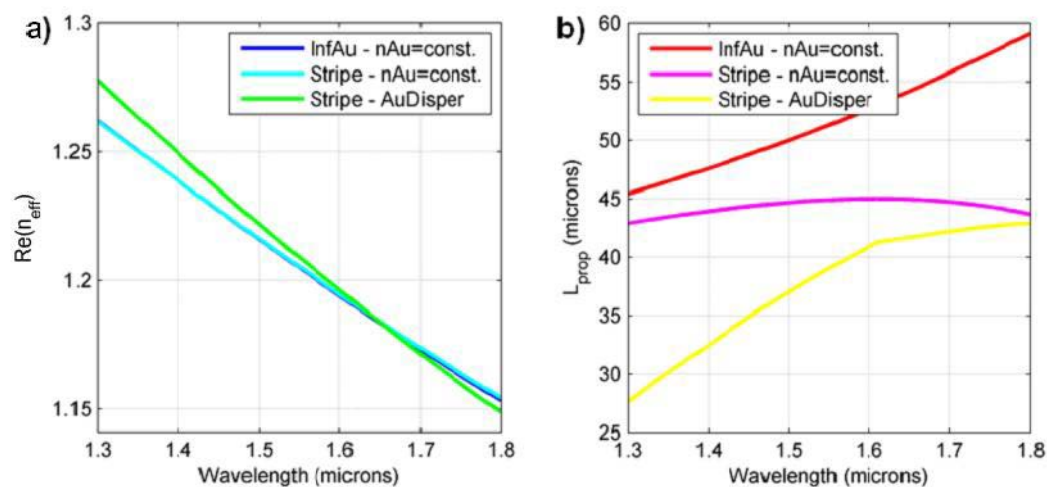 a)
1.3
1.25
1.2
1.15
Re(n_eff)
InfAu - nAu=const.
Stripe - nAu=const.
Stripe - AuDisper
1.3 1.4 1.5 1.6 1.7 1.8
Wavelength (microns)
b)
60
55
50
45
40
35
30
25
L_prop (microns)
InfAu - nAu=const.
Stripe - nAu=const.
Stripe - AuDisper
1.3 1.4 1.5 1.6 1.7 1.8
Wavelength (microns)